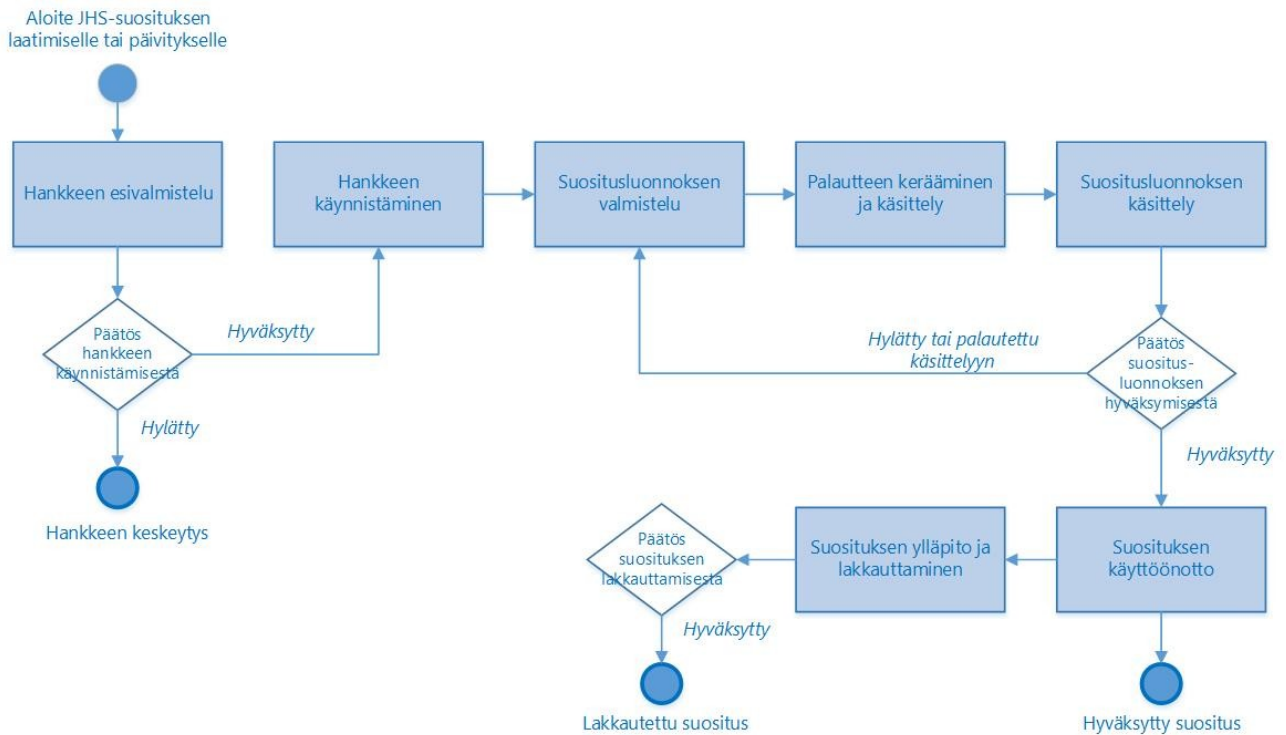 Aloite JHS-suosituksen
laatimiselle tai päivitykselle
Hankkeen esivalmistelu
Hankkeen
käynnistäminen
Suositusluonnoksen
valmistelu
Palautteen kerääminen
ja käsittely
Suositusluonnoksen
käsittely
Päätös
hankkeen
käynnistämisestä
Hyväksytty
Hylätty
Hankkeen keskeytys
Hylätty tai palautettu
käsittelyyn
Päätös
suositus-
luonnoksen
hyväksymisestä
Hyväksytty
Päätös
suosituksen
lakkauttamisesta
Suosituksen ylläpito ja
lakkauttaminen
Suosituksen
käyttöönotto
Hyväksytty
Lakkautettu suositus
Hyväksytty suositus